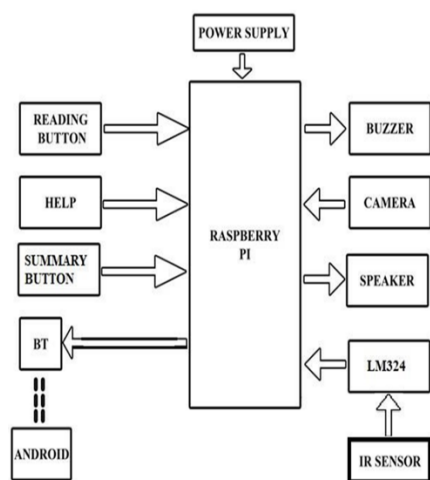 POWER SUPPLY
READING
BUTTON
HELP
SUMMARY
BUTTON
BT
ANDROID
RASPBERRY
PI
BUZZER
CAMERA
SPEAKER
LM324
IR SENSOR